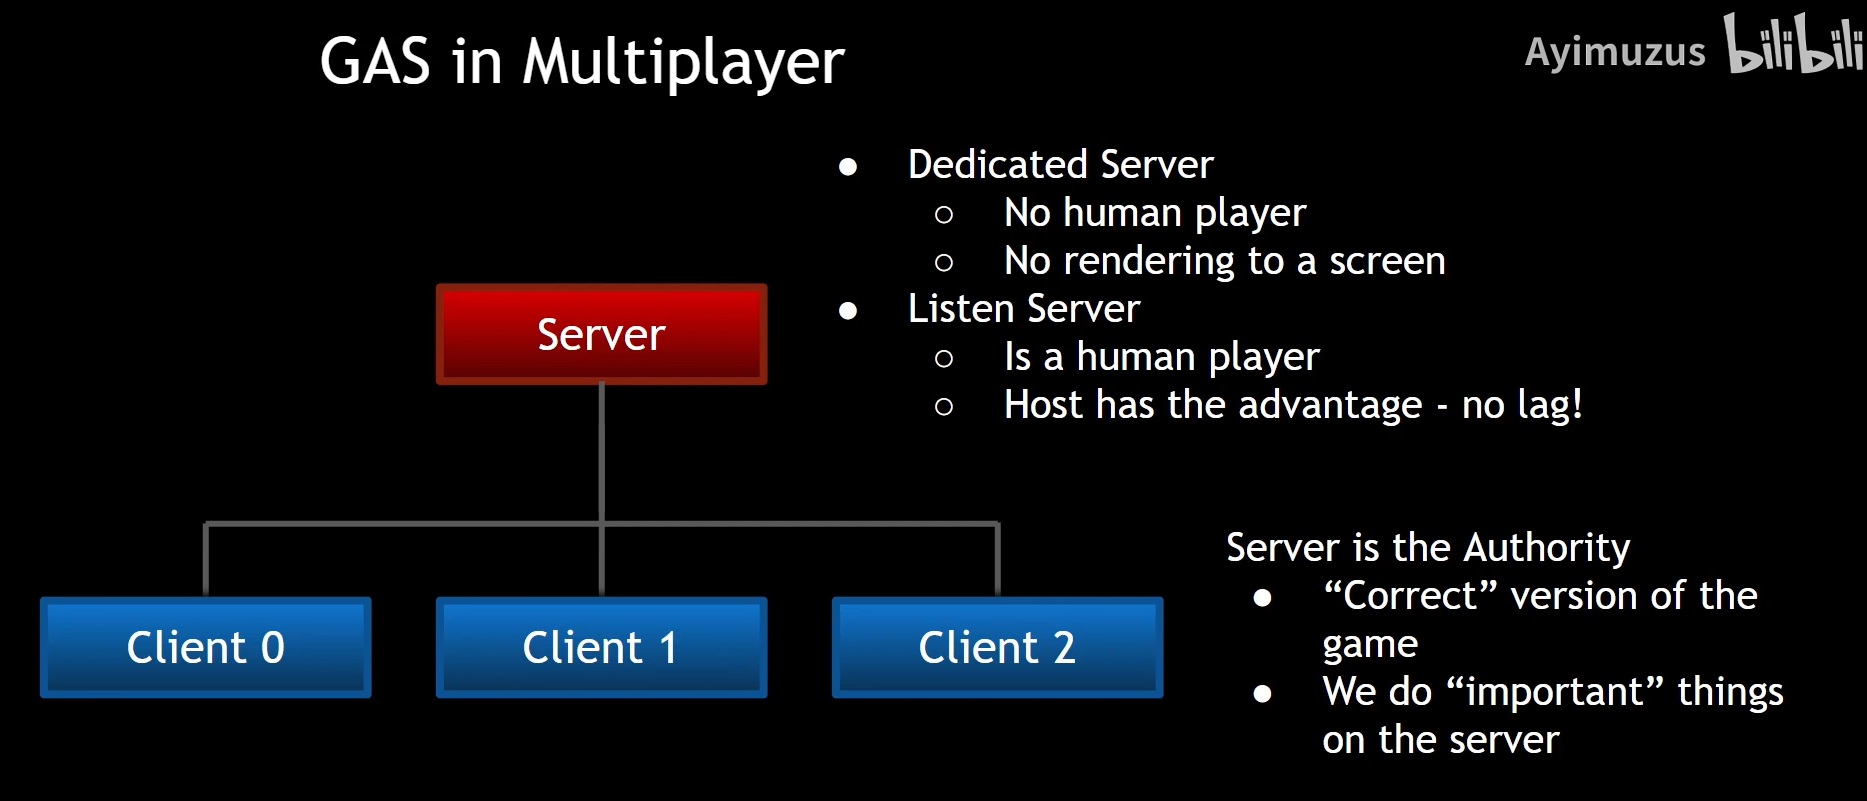 GAS in Multiplayer
Ayimuzus bilibili
● Dedicated Server
○ No human player
○ No rendering to a screen
● Listen Server
○ Is a human player
○ Host has the advantage - no lag!
Server
Client 0
Client 1
Client 2
Server is the Authority
● “Correct” version of the
game
● We do “important” things
on the server